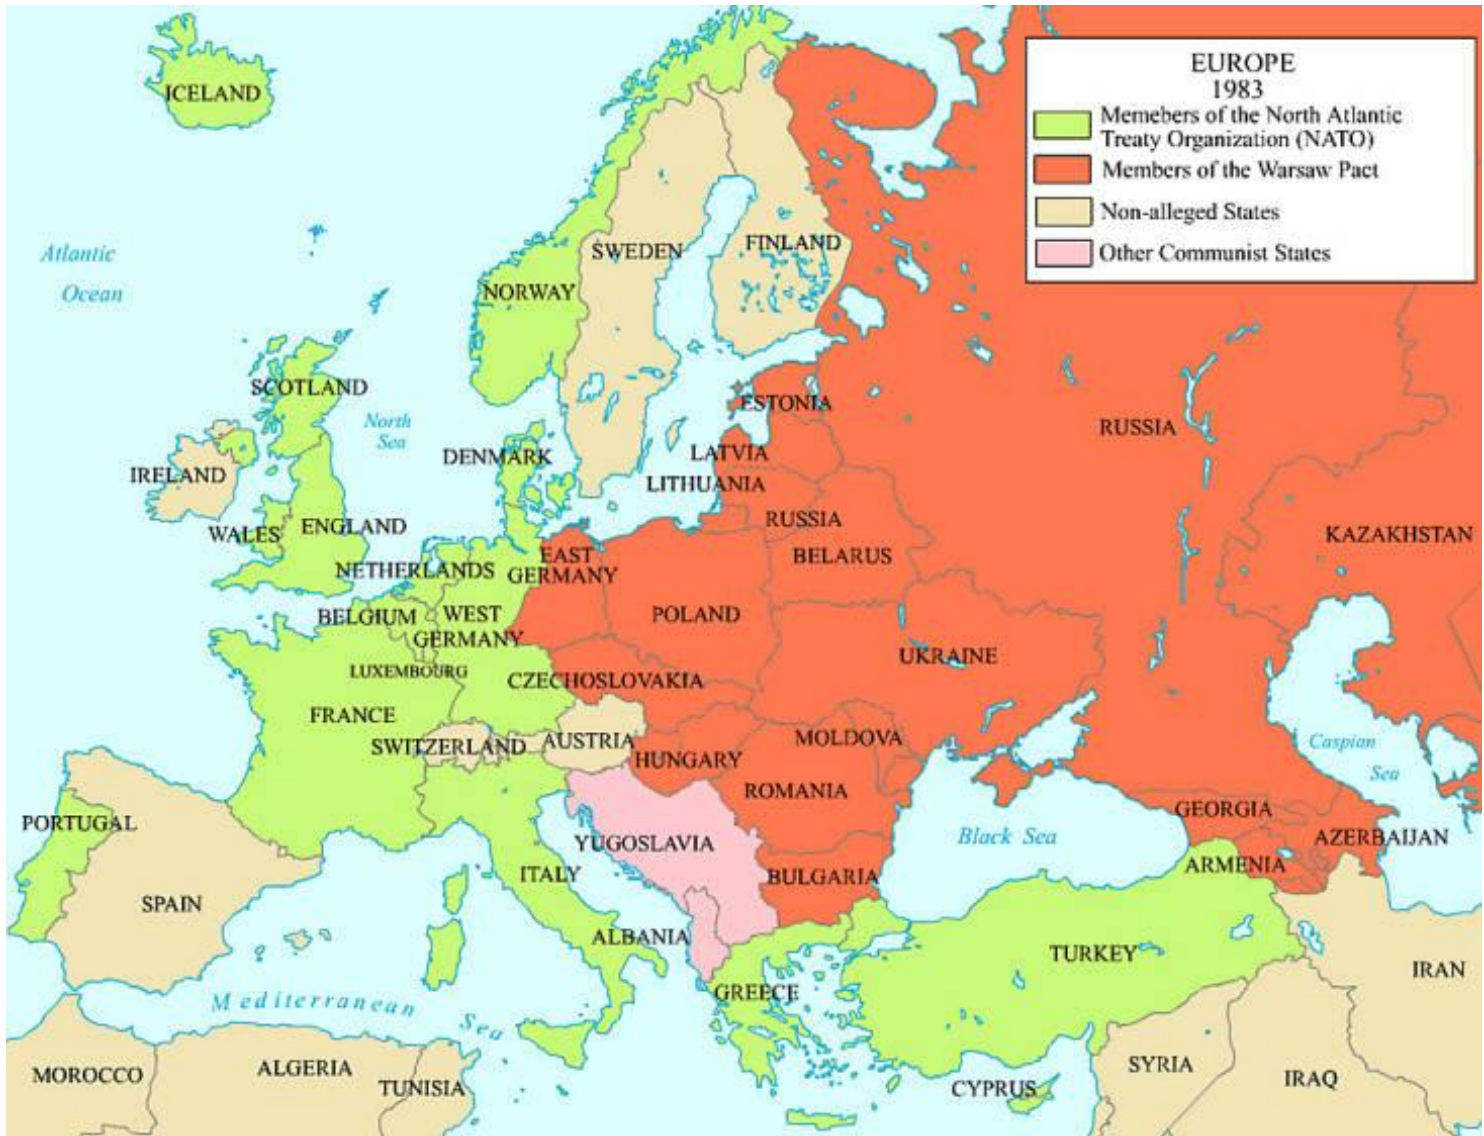 EUROPE
1983
Memebers of the North Atlantic
Treaty Organization (NATO)
Members of the Warsaw Pact
Non-alleged States
Other Communist States
ICELAND
Atlantic
Ocean
SWEDEN
FINLAND
NORWAY
SCOTLAND
North
Sea
ESTONIA
RUSSIA
DENMARK
LATVIA
IRELAND
LITHUANIA
WALES
ENGLAND
RUSSIA
KAZAKHSTAN
NETHERLANDS
EAST
GERMANY
BELARUS
BELGIUM
WEST
GERMANY
POLAND
UKRAINE
LUXEMBOURG
CZECHOSLOVAKIA
FRANCE
SWITZERLAND
AUSTRIA
HUNGARY
MOLDOVA
Caspian
Sea
ROMANIA
GEORGIA
PORTUGAL
YUGOSLAVIA
Black Sea
AZERBAIJAN
ITALY
BULGARIA
ARMENIA
SPAIN
ALBANIA
TURKEY
IRAN
GREECE
Mediterranean
Sea
MOROCCO
ALGERIA
TUNISIA
CYPRUS
SYRIA
IRAQ